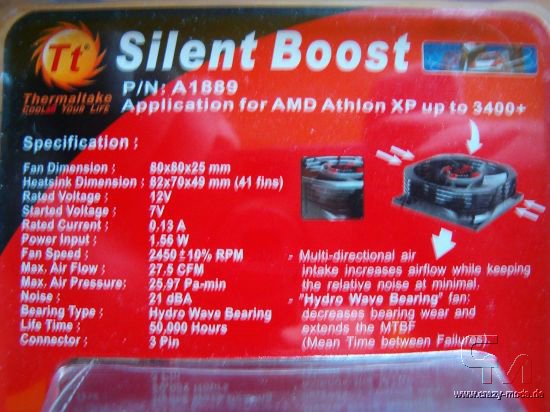 Tt®
Silent Boost
P/N: A1889
Thermaltake
COOL ALL YOUR LIFE
Application for AMD Athlon XP up to 3400+
Specification :
Fan Dimension : 80x80x25 mm
Heatsink Dimension : 82x70x49 mm (41 fins)
Rated Voltage : 12V
Started Voltage : 7V
Rated Current : 0.13 A
Power Input : 1.56 W
Fan Speed : 2450 ±10% RPM
Max. Air Flow : 27.5 CFM
Max. Air Pressure: 25.97 Pa-min
Noise : 21 dBA
Bearing Type : Hydro Wave Bearing
Life Time : 50,000 Hours
Connector : 3 Pin
- Multi-directional air
intake increases airflow while keeping
the relative noise at minimal.
- "Hydro Wave Bearing" fan:
decreases bearing wear and
extends the MTBF
(Mean Time between Failure)
www.crazy-mods.de